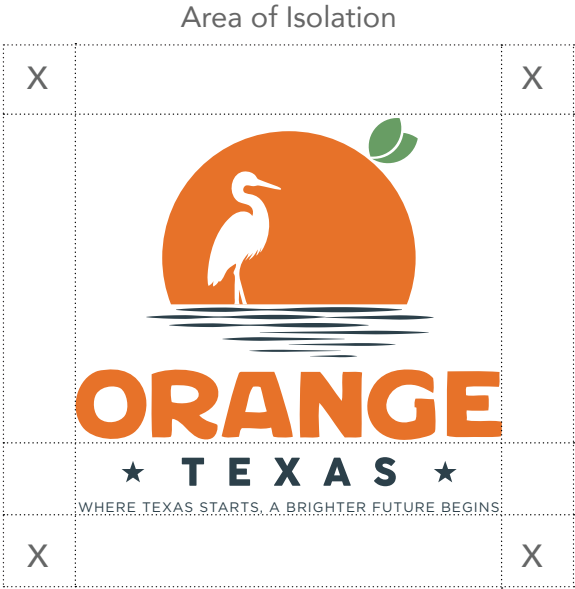 Area of Isolation
X X
ORANGE
TEXAS
WHERE TEXAS STARTS, A BRIGHTER FUTURE BEGINS
X X